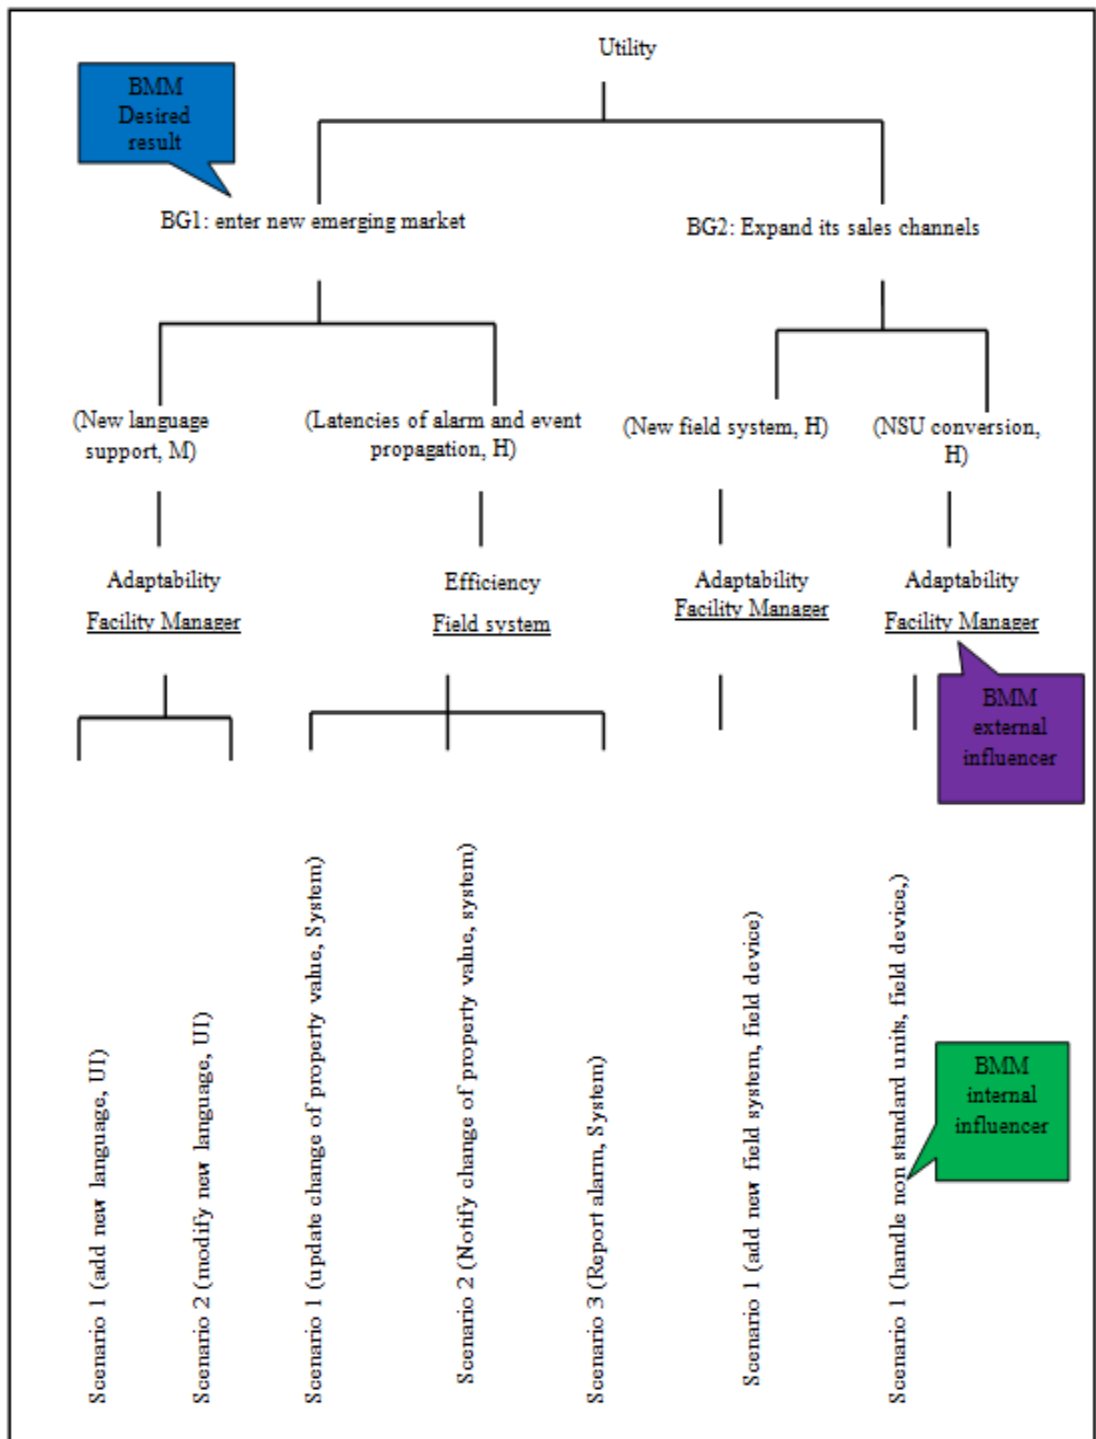 Utility
BMM
Desired
result
BG1: enter new emerging market
BG2: Expand its sales channels
(New language
support, M)
(Latencies of alarm and event
propagation, H)
(New field system, H)
(NSU conversion,
H)
Adaptability
Facility Manager
Efficiency
Field system
Adaptability
Facility Manager
Adaptability
Facility Manager
BMM
external
influencer
Scenario 1 (add new language, UI)
Scenario 2 (modify new language, UI)
Scenario 1 (update change of property value, System)
Scenario 2 (Notify change of property value, system)
Scenario 3 (Report alarm, System)
Scenario 1 (add new field system, field device)
Scenario 1 (handle non standard units, field device,)
BMM
internal
influencer